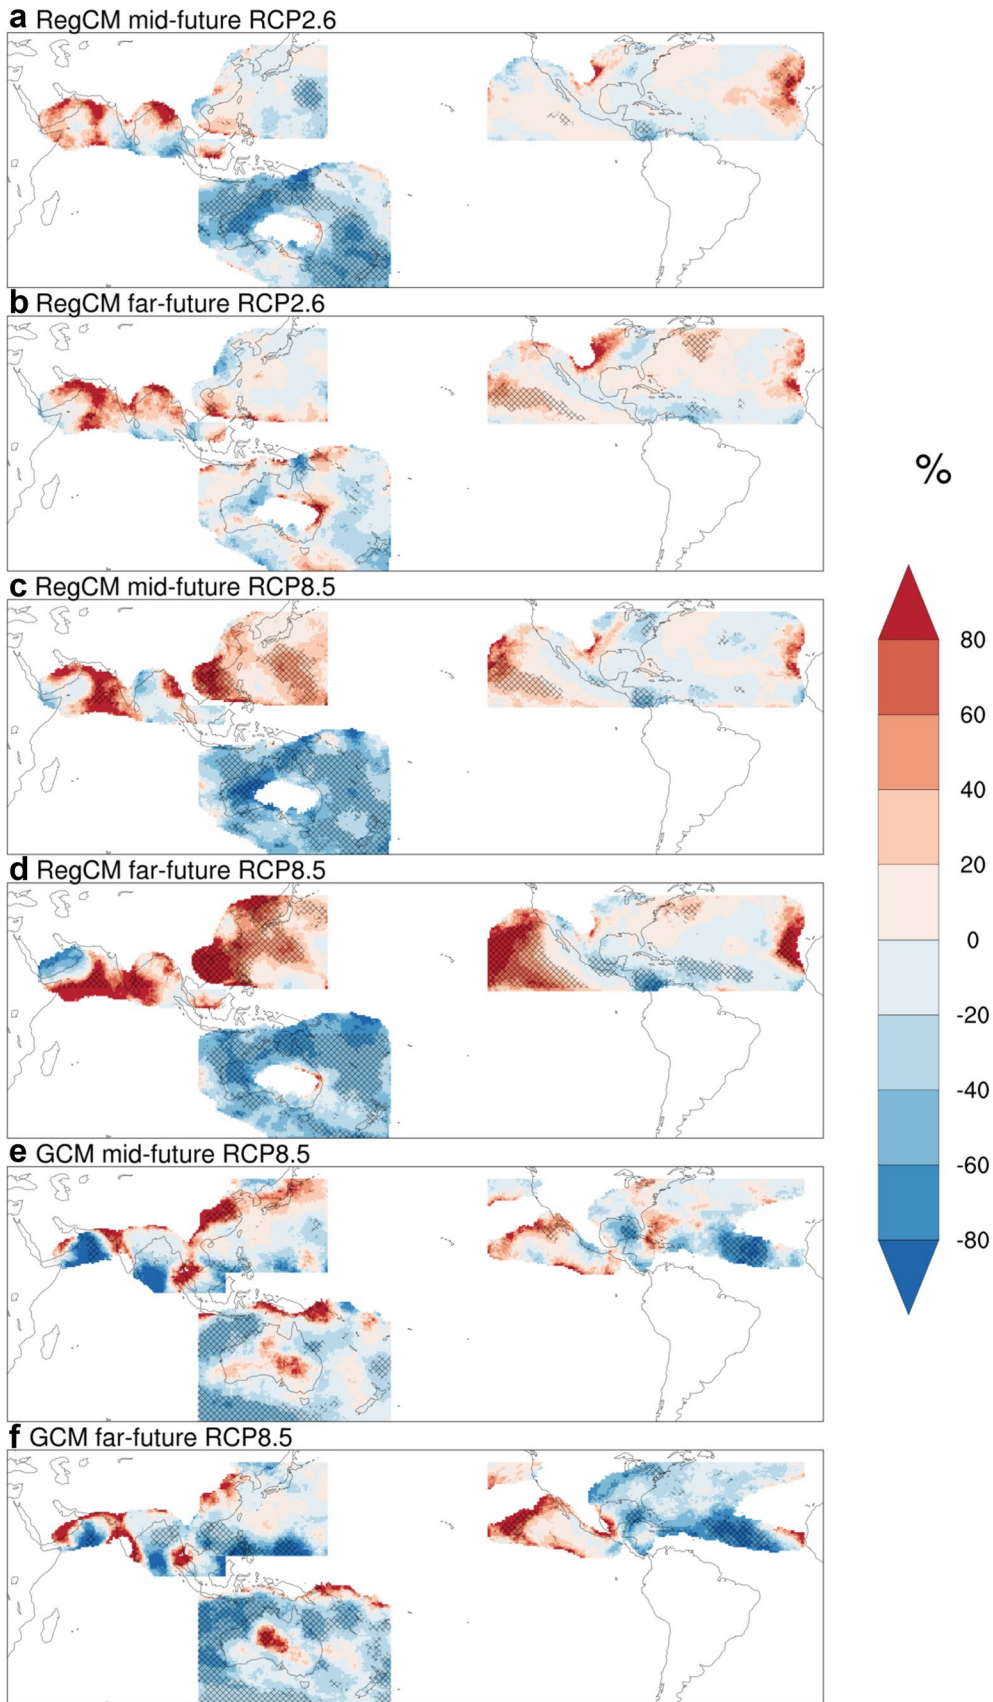 a RegCM mid-future RCP2.6
b RegCM far-future RCP2.6
c RegCM mid-future RCP8.5
d RegCM far-future RCP8.5
e GCM mid-future RCP8.5
f GCM far-future RCP8.5
%
80
60
40
20
0
-20
-40
-60
-80